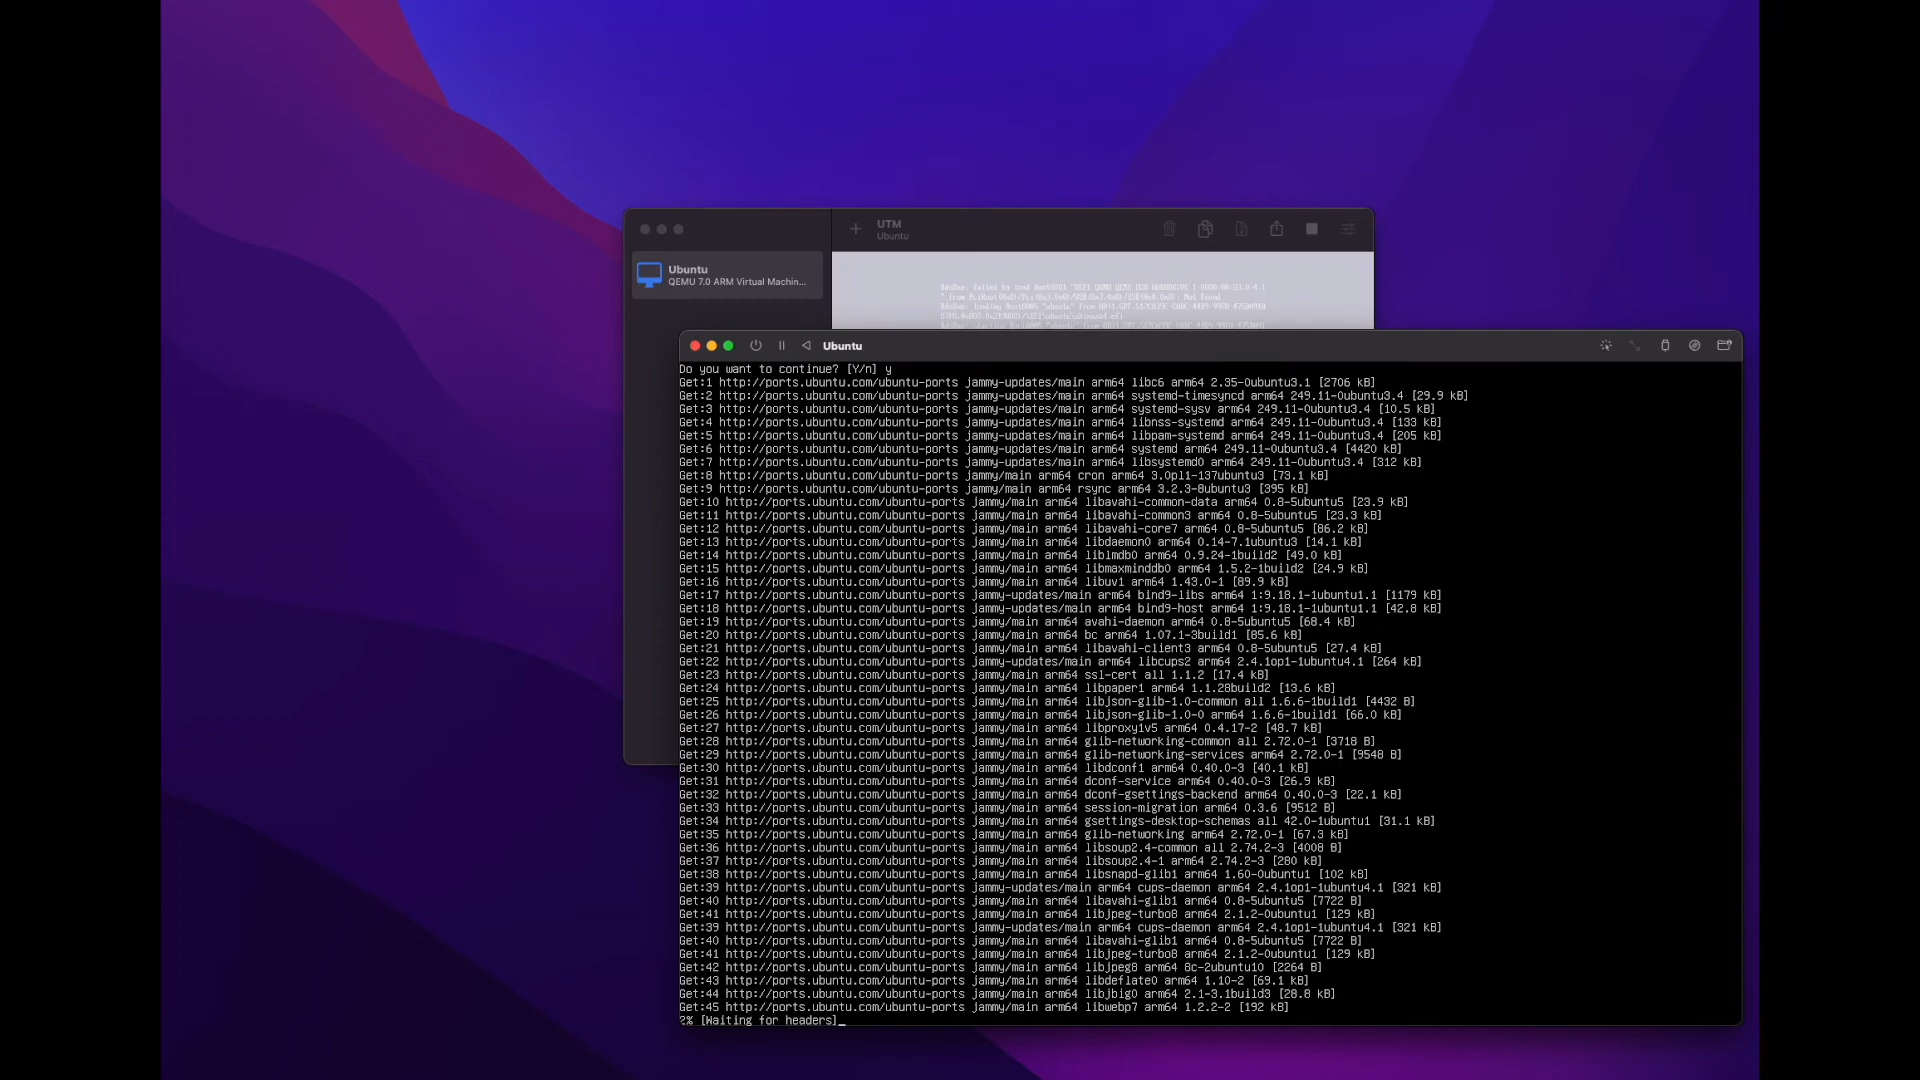 UTM
Ubuntu
Ubuntu
QEMU 7.0 ARM Virtual Machin...
Ubuntu
Do you want to continue? [Y/n] y
Get:1 http://ports.ubuntu.com/ubuntu-ports jammy-updates/main arm64 libc6 arm64 2.35-0ubuntu3.1 [2706 kB]
Get:2 http://ports.ubuntu.com/ubuntu-ports jammy-updates/main arm64 systemd-timesyncd arm64 249.11-0ubuntu3.4 [29.9 kB]
Get:3 http://ports.ubuntu.com/ubuntu-ports jammy-updates/main arm64 systemd-sysv arm64 249.11-0ubuntu3.4 [10.5 kB]
Get:4 http://ports.ubuntu.com/ubuntu-ports jammy-updates/main arm64 libnss-systemd arm64 249.11-0ubuntu3.4 [133 kB]
Get:5 http://ports.ubuntu.com/ubuntu-ports jammy-updates/main arm64 libpam-systemd arm64 249.11-0ubuntu3.4 [205 kB]
Get:6 http://ports.ubuntu.com/ubuntu-ports jammy-updates/main arm64 systemd arm64 249.11-0ubuntu3.4 [4420 kB]
Get:7 http://ports.ubuntu.com/ubuntu-ports jammy-updates/main arm64 libsystemd0 arm64 249.11-0ubuntu3.4 [312 kB]
Get:8 http://ports.ubuntu.com/ubuntu-ports jammy/main arm64 cron arm64 3.0pl1-137ubuntu3 [73.1 kB]
Get:9 http://ports.ubuntu.com/ubuntu-ports jammy/main arm64 rsync arm64 3.2.3-8ubuntu3 [395 kB]
Get:10 http://ports.ubuntu.com/ubuntu-ports jammy/main arm64 libavahi-common-data arm64 0.8-5ubuntu5 [23.9 kB]
Get:11 http://ports.ubuntu.com/ubuntu-ports jammy/main arm64 libavahi-common3 arm64 0.8-5ubuntu5 [23.3 kB]
Get:12 http://ports.ubuntu.com/ubuntu-ports jammy/main arm64 libavahi-core7 arm64 0.8-5ubuntu5 [86.2 kB]
Get:13 http://ports.ubuntu.com/ubuntu-ports jammy/main arm64 libdaemon0 arm64 0.14-7.1ubuntu3 [14.1 kB]
Get:14 http://ports.ubuntu.com/ubuntu-ports jammy/main arm64 liblmdb0 arm64 0.9.24-1build2 [49.0 kB]
Get:15 http://ports.ubuntu.com/ubuntu-ports jammy/main arm64 libmaxminddb0 arm64 1.5.2-1build2 [24.9 kB]
Get:16 http://ports.ubuntu.com/ubuntu-ports jammy/main arm64 libuv1 arm64 1.43.0-1 [89.9 kB]
Get:17 http://ports.ubuntu.com/ubuntu-ports jammy-updates/main arm64 bind9-libs arm64 1:9.18.1-1ubuntu1.1 [1179 kB]
Get:18 http://ports.ubuntu.com/ubuntu-ports jammy-updates/main arm64 bind9-host arm64 1:9.18.1-1ubuntu1.1 [42.8 kB]
Get:19 http://ports.ubuntu.com/ubuntu-ports jammy/main arm64 avahi-daemon arm64 0.8-5ubuntu5 [68.4 kB]
Get:20 http://ports.ubuntu.com/ubuntu-ports jammy/main arm64 bc arm64 1.07.1-3build1 [85.6 kB]
Get:21 http://ports.ubuntu.com/ubuntu-ports jammy/main arm64 libavahi-client3 arm64 0.8-5ubuntu5 [27.4 kB]
Get:22 http://ports.ubuntu.com/ubuntu-ports jammy-updates/main arm64 libcups2 arm64 2.4.1op1-1ubuntu4.1 [264 kB]
Get:23 http://ports.ubuntu.com/ubuntu-ports jammy/main arm64 ssl-cert all 1.1.2 [17.4 kB]
Get:24 http://ports.ubuntu.com/ubuntu-ports jammy/main arm64 libpaper1 arm64 1.1.28build2 [13.6 kB]
Get:25 http://ports.ubuntu.com/ubuntu-ports jammy/main arm64 libjson-glib-1.0-common all 1.6.6-1build1 [4432 B]
Get:26 http://ports.ubuntu.com/ubuntu-ports jammy/main arm64 libjson-glib-1.0-0 arm64 1.6.6-1build1 [66.0 kB]
Get:27 http://ports.ubuntu.com/ubuntu-ports jammy/main arm64 libproxy1v5 arm64 0.4.17-2 [48.7 kB]
Get:28 http://ports.ubuntu.com/ubuntu-ports jammy/main arm64 glib-networking-common all 2.72.0-1 [3718 B]
Get:29 http://ports.ubuntu.com/ubuntu-ports jammy/main arm64 glib-networking-services arm64 2.72.0-1 [9548 B]
Get:30 http://ports.ubuntu.com/ubuntu-ports jammy/main arm64 libdconf1 arm64 0.40.0-3 [40.1 kB]
Get:31 http://ports.ubuntu.com/ubuntu-ports jammy/main arm64 dconf-service arm64 0.40.0-3 [26.9 kB]
Get:32 http://ports.ubuntu.com/ubuntu-ports jammy/main arm64 dconf-gsettings-backend arm64 0.40.0-3 [22.1 kB]
Get:33 http://ports.ubuntu.com/ubuntu-ports jammy/main arm64 session-migration arm64 0.3.6 [9512 B]
Get:34 http://ports.ubuntu.com/ubuntu-ports jammy/main arm64 gsettings-desktop-schemas all 42.0-1ubuntu1 [31.1 kB]
Get:35 http://ports.ubuntu.com/ubuntu-ports jammy/main arm64 glib-networking arm64 2.72.0-1 [67.3 kB]
Get:36 http://ports.ubuntu.com/ubuntu-ports jammy/main arm64 libsoup2.4-common all 2.74.2-3 [4008 B]
Get:37 http://ports.ubuntu.com/ubuntu-ports jammy/main arm64 libsoup2.4-1 arm64 2.74.2-3 [280 kB]
Get:38 http://ports.ubuntu.com/ubuntu-ports jammy/main arm64 libsnapd-glib1 arm64 1.60-0ubuntu1 [102 kB]
Get:39 http://ports.ubuntu.com/ubuntu-ports jammy-updates/main arm64 cups-daemon arm64 2.4.1op1-1ubuntu4.1 [321 kB]
Get:40 http://ports.ubuntu.com/ubuntu-ports jammy/main arm64 libavahi-glib1 arm64 0.8-5ubuntu5 [7722 B]
Get:41 http://ports.ubuntu.com/ubuntu-ports jammy/main arm64 libjpeg-turbo8 arm64 2.1.2-0ubuntu1 [129 kB]
Get:39 http://ports.ubuntu.com/ubuntu-ports jammy-updates/main arm64 cups-daemon arm64 2.4.1op1-1ubuntu4.1 [321 kB]
Get:40 http://ports.ubuntu.com/ubuntu-ports jammy/main arm64 libavahi-glib1 arm64 0.8-5ubuntu5 [7722 B]
Get:41 http://ports.ubuntu.com/ubuntu-ports jammy/main arm64 libjpeg-turbo8 arm64 2.1.2-0ubuntu1 [129 kB]
Get:42 http://ports.ubuntu.com/ubuntu-ports jammy/main arm64 libjpeg8 arm64 8c-2ubuntu10 [2264 B]
Get:43 http://ports.ubuntu.com/ubuntu-ports jammy/main arm64 libdeflate0 arm64 1.10-2 [69.1 kB]
Get:44 http://ports.ubuntu.com/ubuntu-ports jammy/main arm64 libjbig0 arm64 2.1-3.1build3 [28.8 kB]
Get:45 http://ports.ubuntu.com/ubuntu-ports jammy/main arm64 libwebp7 arm64 1.2.2-2 [192 kB]
2% [Waiting for headers]_